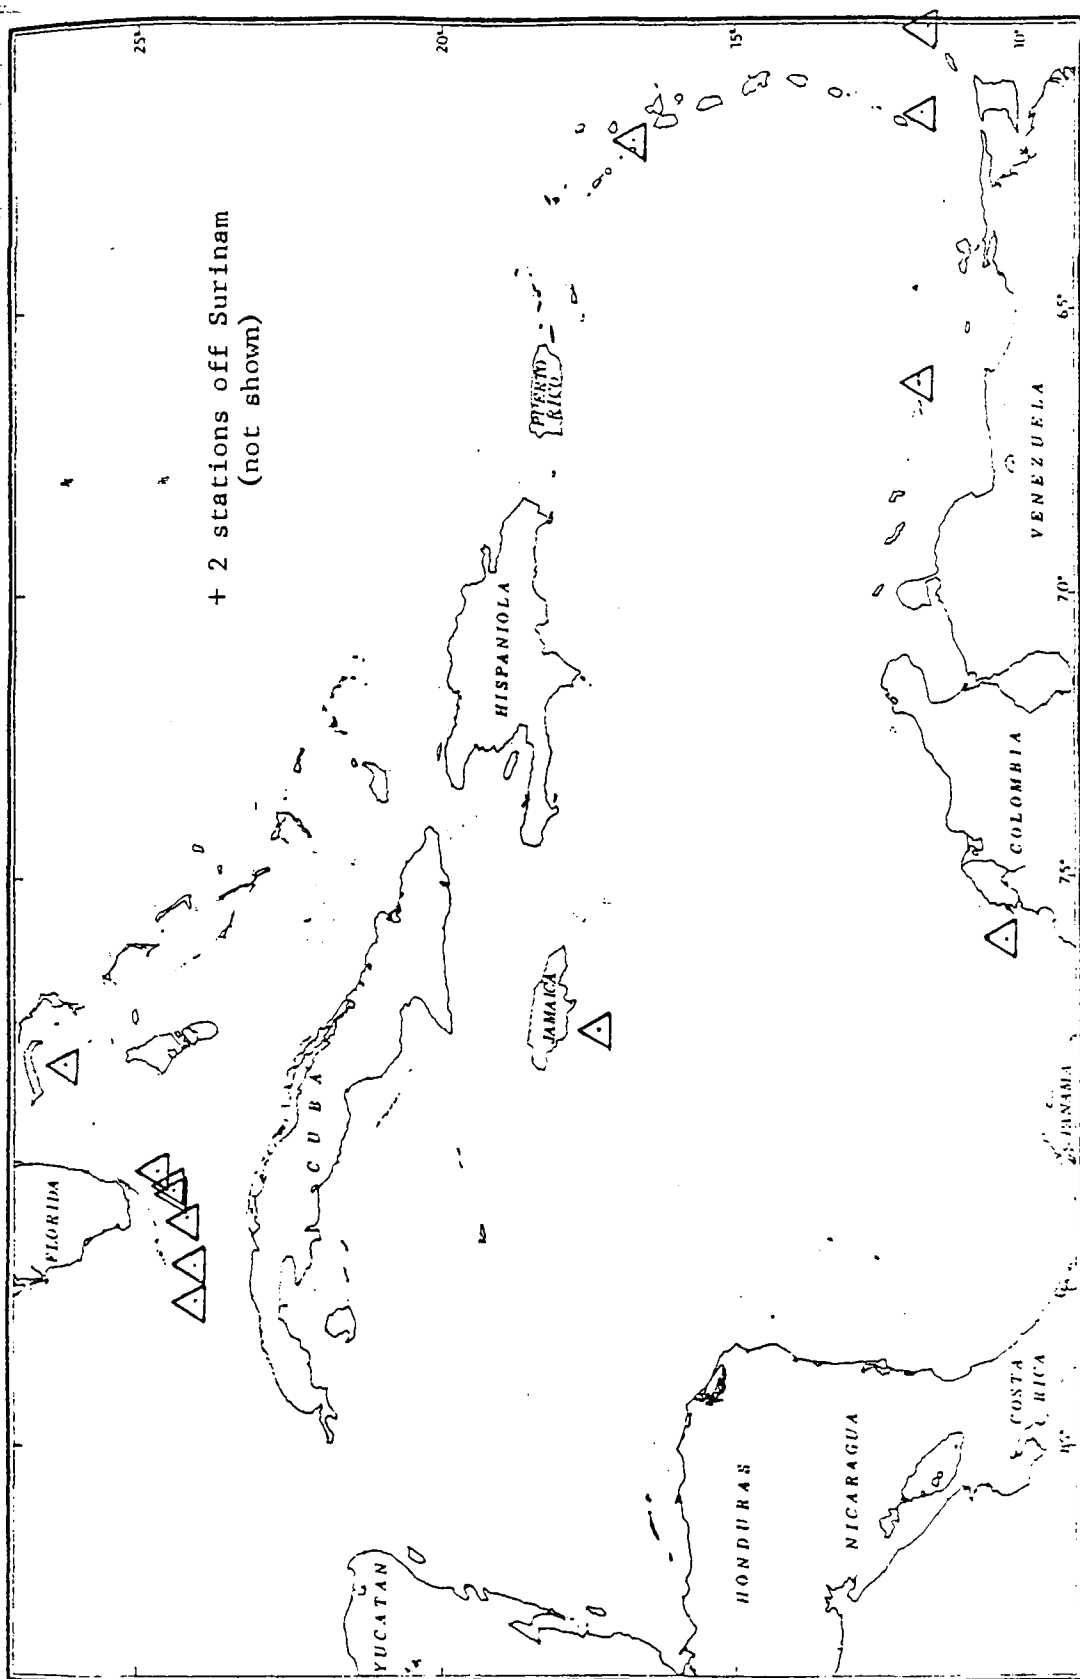 + 2 stations off Surinam
(not shown)
FLORIDA
CUBA
YUCATAN
JAMAICA
HISPANIOLA
PUERTO
RICO
HONDURAS
NICARAGUA
COSTA
RICA
PANAMA
COLOMBIA
VENEZUELA
25°
20°
15°
10°
75°
70°
65°